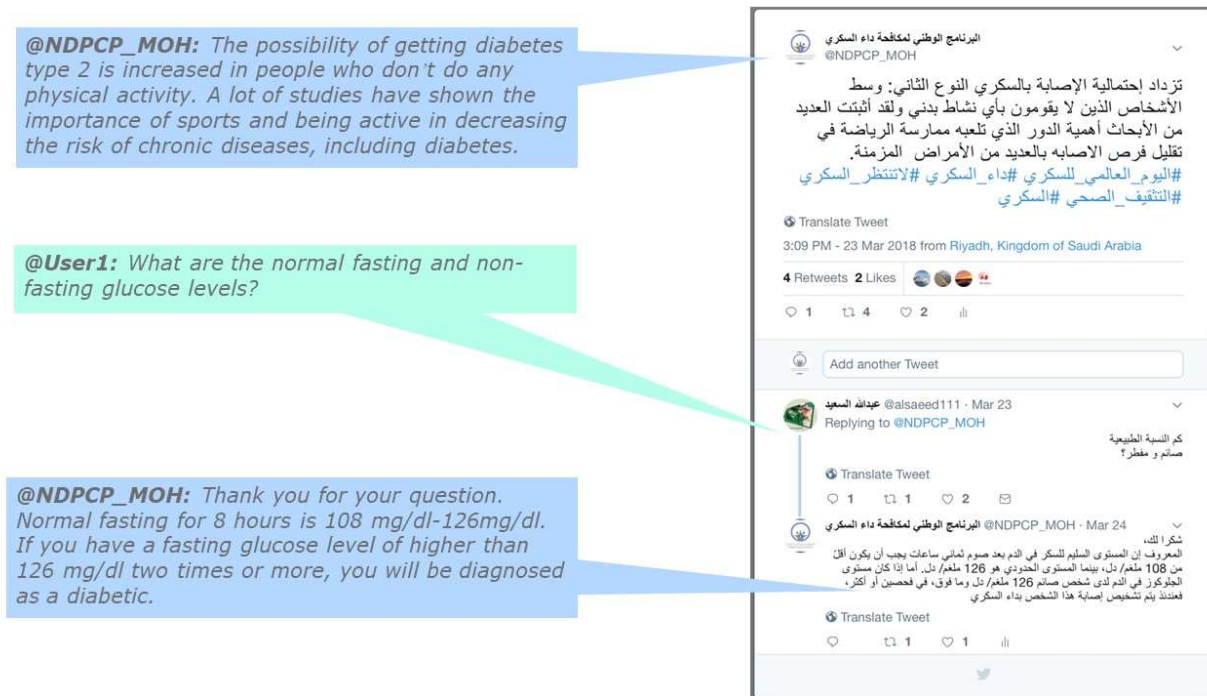 @NDPCP_MOH: The possibility of getting diabetes
type 2 is increased in people who don't do any
physical activity. A lot of studies have shown the
importance of sports and being active in decreasing
the risk of chronic diseases, including diabetes.
@User1: What are the normal fasting and non-
fasting glucose levels?
@NDPCP_MOH: Thank you for your question.
Normal fasting for 8 hours is 108 mg/dl-126mg/dl.
If you have a fasting glucose level of higher than
126 mg/dl two times or more, you will be diagnosed
as a diabetic.
البرنامج الوطني لمكافحة داء السكري
@NDPCP_MOH
تزداد إحتمالية الإصابة بالسكري النوع الثاني: وسط
الأشخاص الذين لا يقومون بأي نشاط بدني ولقد أثبتت العديد
من الأبحاث أهمية الدور الذي تلعبه ممارسة الرياضة في
تقليل فرص الاصابه بالعديد من الأمراض المزمنة.
#اليوم_العالمي_للسكري #داء_السكري #لاتنتظر_السكري
#التثقيف_الصحي #السكري
Translate Tweet
3:09 PM - 23 Mar 2018 from Riyadh, Kingdom of Saudi Arabia
4 Retweets 2 Likes
1 4 2
Add another Tweet
عبدالله السعيد @alsaeed111 · Mar 23
Replying to @NDPCP_MOH
كم النسبة الطبيعية
صائم و مفطر؟
Translate Tweet
1 1 2
البرنامج الوطني لمكافحة داء السكري @NDPCP_MOH · Mar 24
شكرا لك،
المعروف إن المستوى السليم للسكر في الدم بعد صوم ثماني ساعات يجب أن يكون أقل
من 108 ملغم/ دل، بينما المستوى الحدودي هو 126 ملغم/ دل. أما إذا كان مستوى
الجلوكوز في الدم لدى شخص صائم 126 ملغم/ دل وما فوق، في فحصين أو أكثر،
فعندئذ يتم تشخيص إصابة هذا الشخص بداء السكري
Translate Tweet
1 1